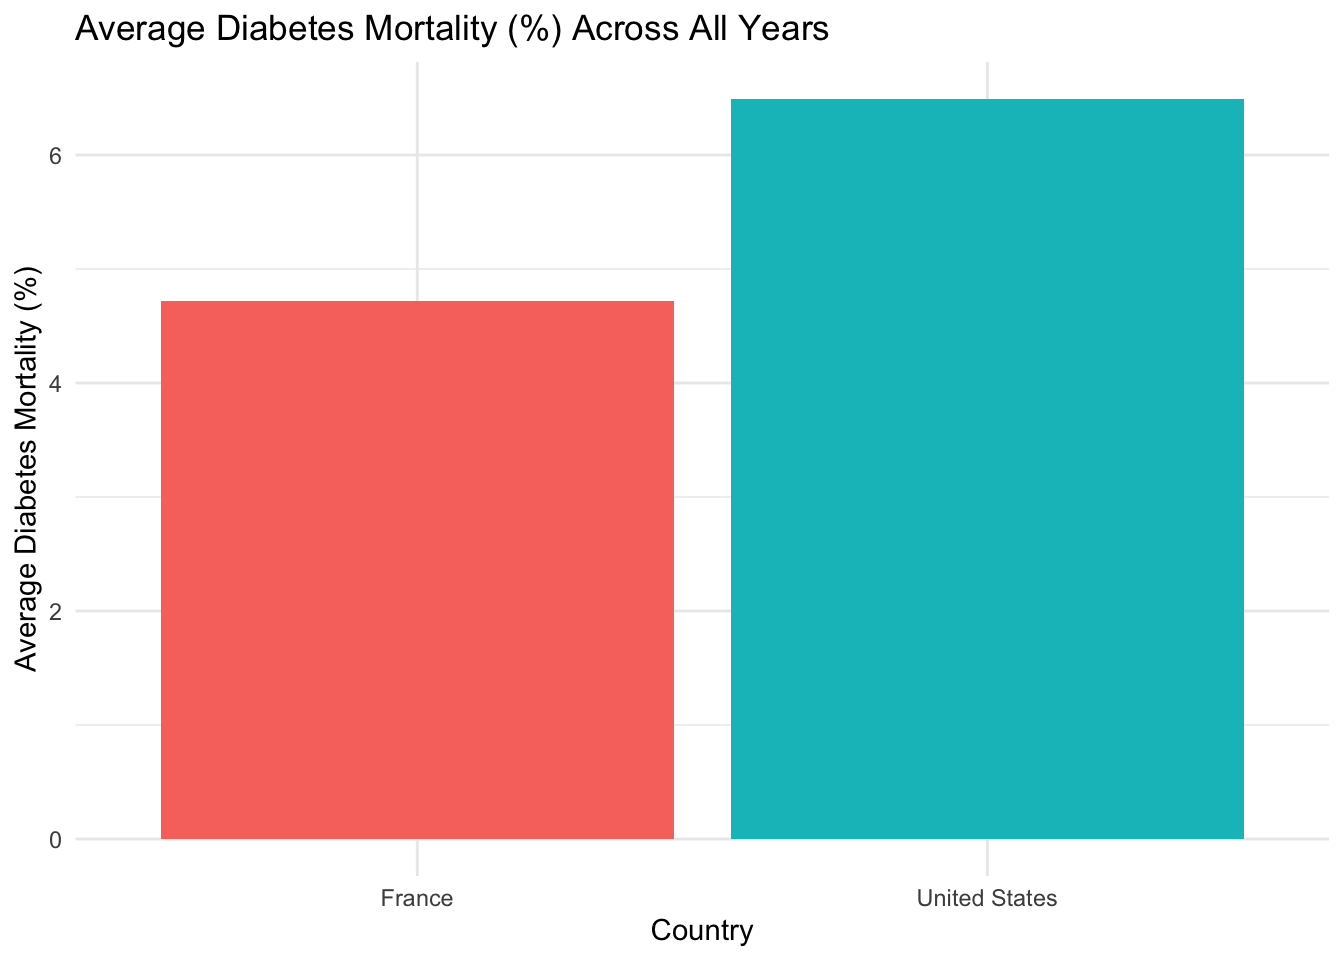 Average Diabetes Mortality (%) Across All Years
Average Diabetes Mortality (%)
6
4
2
0
France
United States
Country